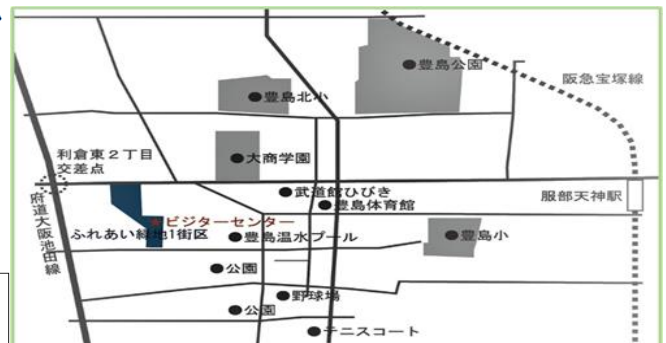 ●豊島公園
阪急宝塚線
●豊島北小
利倉東２丁目
交差点
●大商学園
●武道館ひびき
服部天神駅
●豊島体育館
★ビジターセンター
府道大阪池田線
ふれあい緑地1街区
●豊島温水プール
●豊島小
●公園
●野球場
●公園
●テニスコート